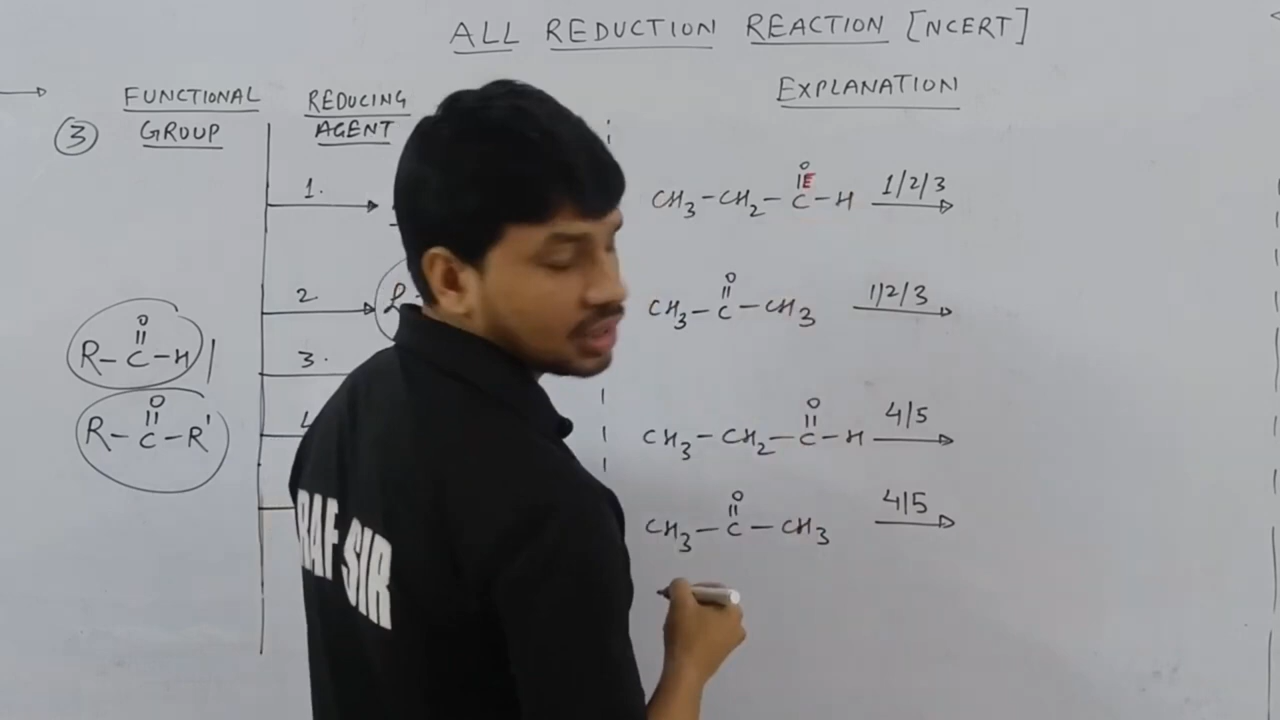 ALL REDUCTION REACTION [NCERT]
FUNCTIONAL GROUP
REDUCING AGENT
EXPLANATION
3
1.
2
3.
R-C-H
O
R-C-R'
O
CH3-CH2-C-H 1/2/3
O
E
CH3-C-CH3 1/2/3
O
CH3-CH2-C-H 4/5
O
CH3-C-CH3 4/5
O
RAF SIR